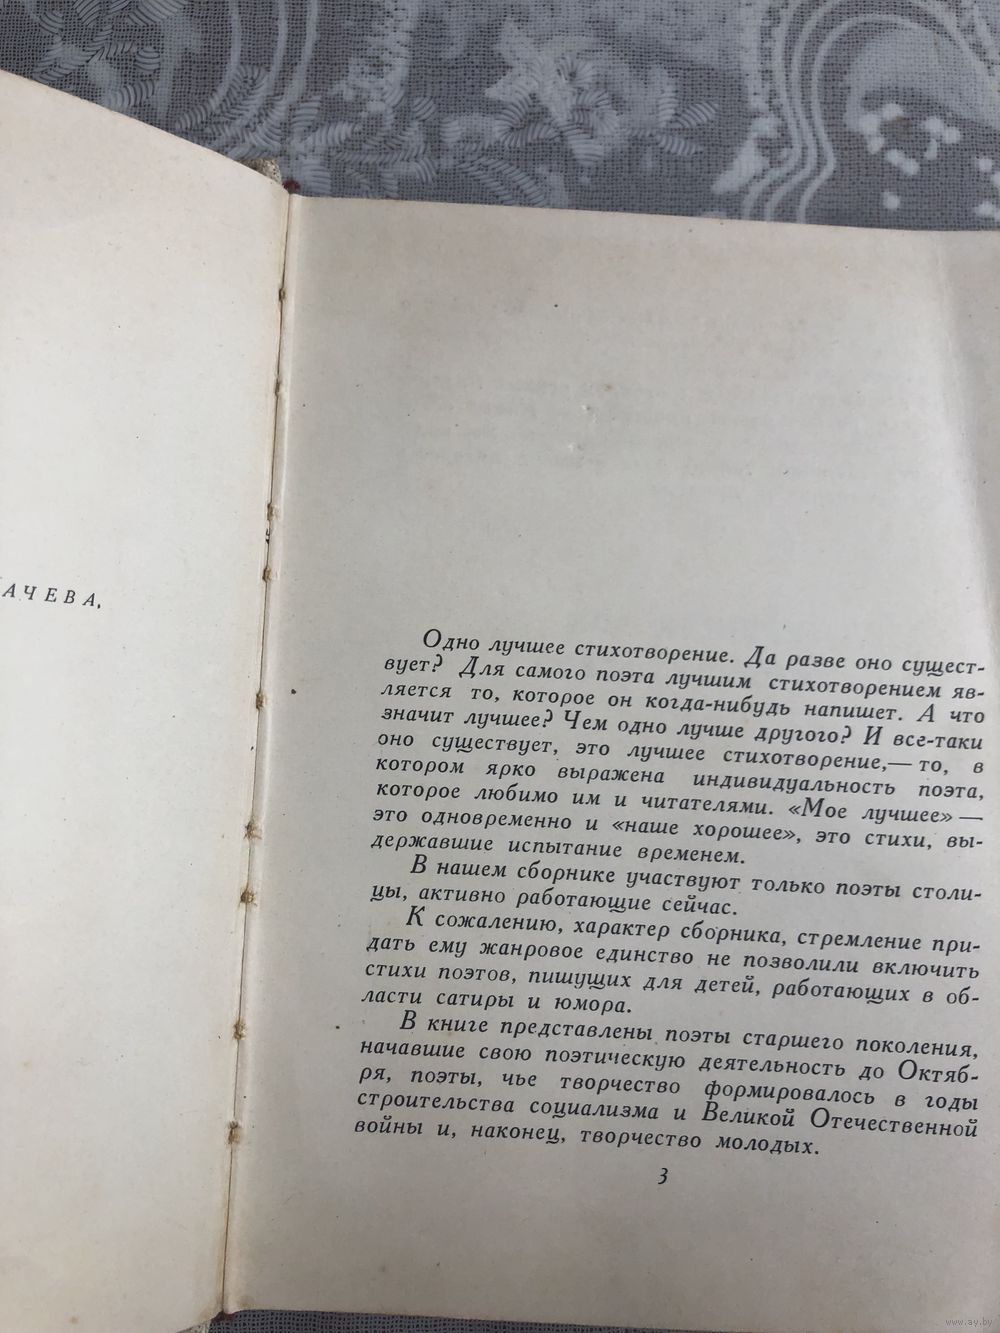 АЧЕВА,
Одно лучшее стихотворение. Да разве оно сущест-
вует? Для самого поэта лучшим стихотворением яв-
ляется то, которое он когда-нибудь напишет. А что
значит лучшее? Чем одно лучше другого? И все-таки
оно существует, это лучшее стихотворение,— то, в
котором ярко выражена индивидуальность поэта,
которое любимо им и читателями. «Мое лучшее» —
это одновременно и «наше хорошее», это стихи, вы-
державшие испытание временем.
В нашем сборнике участвуют только поэты столи-
цы, активно работающие сейчас.
К сожалению, характер сборника, стремление при-
дать ему жанровое единство не позволили включить
стихи поэтов, пишущих для детей, работающих в об-
ласти сатиры и юмора.
В книге представлены поэты старшего поколения,
начавшие свою поэтическую деятельность до Октяб-
ря, поэты, чье творчество формировалось в годы
строительства социализма и Великой Отечественной
войны и, наконец, творчество молодых.
3
www.ay.by